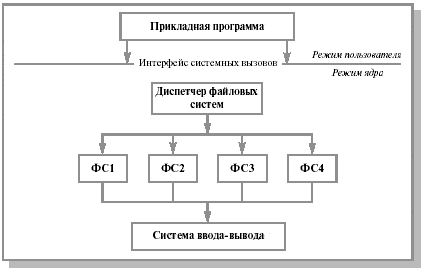 Прикладная программа
Режим пользователя
Интерфейс системных вызовов
Режим ядра
Диспетчер файловых
систем
ФС1 ФС2 ФС3 ФС4
Система ввода-вывода